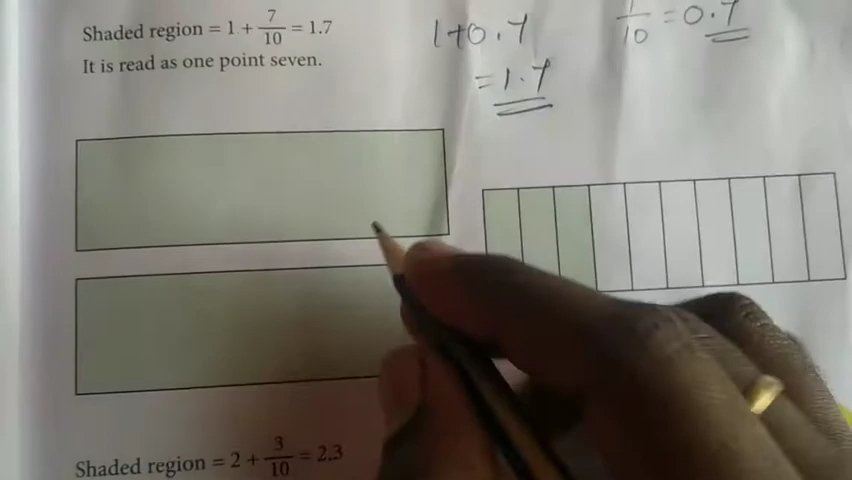 Shaded region = 1 + 7/10 = 1.7
It is read as one point seven.
1+0.7
= 1.7
/10 = 0.7
Shaded region = 2 + 3/10 = 2.3